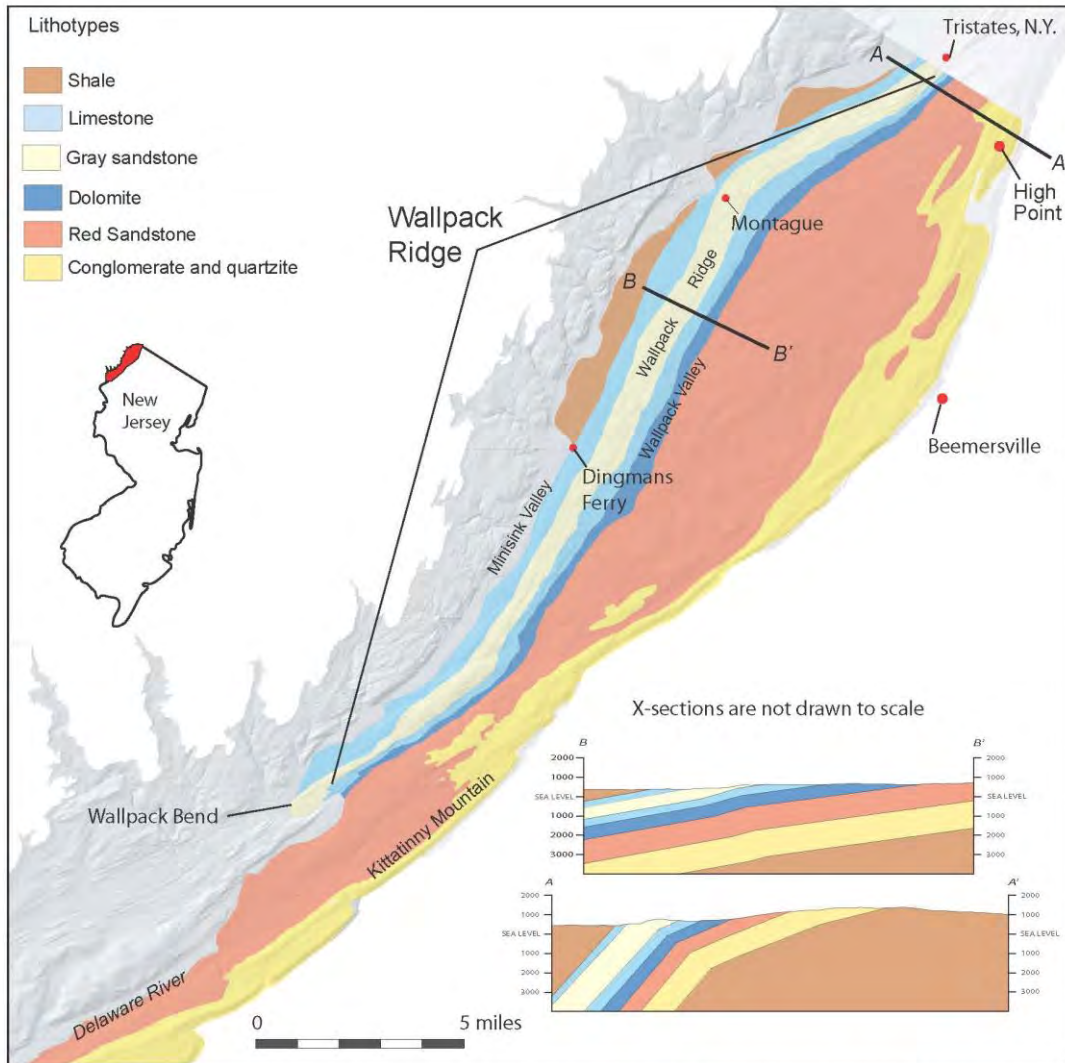 Lithotypes
Shale
Limestone
Gray sandstone
Dolomite
Red Sandstone
Conglomerate and quartzite
Tristates, N.Y.
A
A'
High
Point
Wallpack
Ridge
Montague
B
Ridge
Wallpack
B'
Wallpack Valley
New
Jersey
Beemersville
Dingmans
Ferry
Minisink Valley
Wallpack Bend
Kittatinny Mountain
Delaware River
0 5 miles
X-sections are not drawn to scale
B B'
2000 2000
1000 1000
SEA LEVEL SEA LEVEL
1000 1000
2000 2000
3000 3000
A A'
2000 2000
1000 1000
SEA LEVEL SEA LEVEL
1000 1000
2000 2000
3000 3000